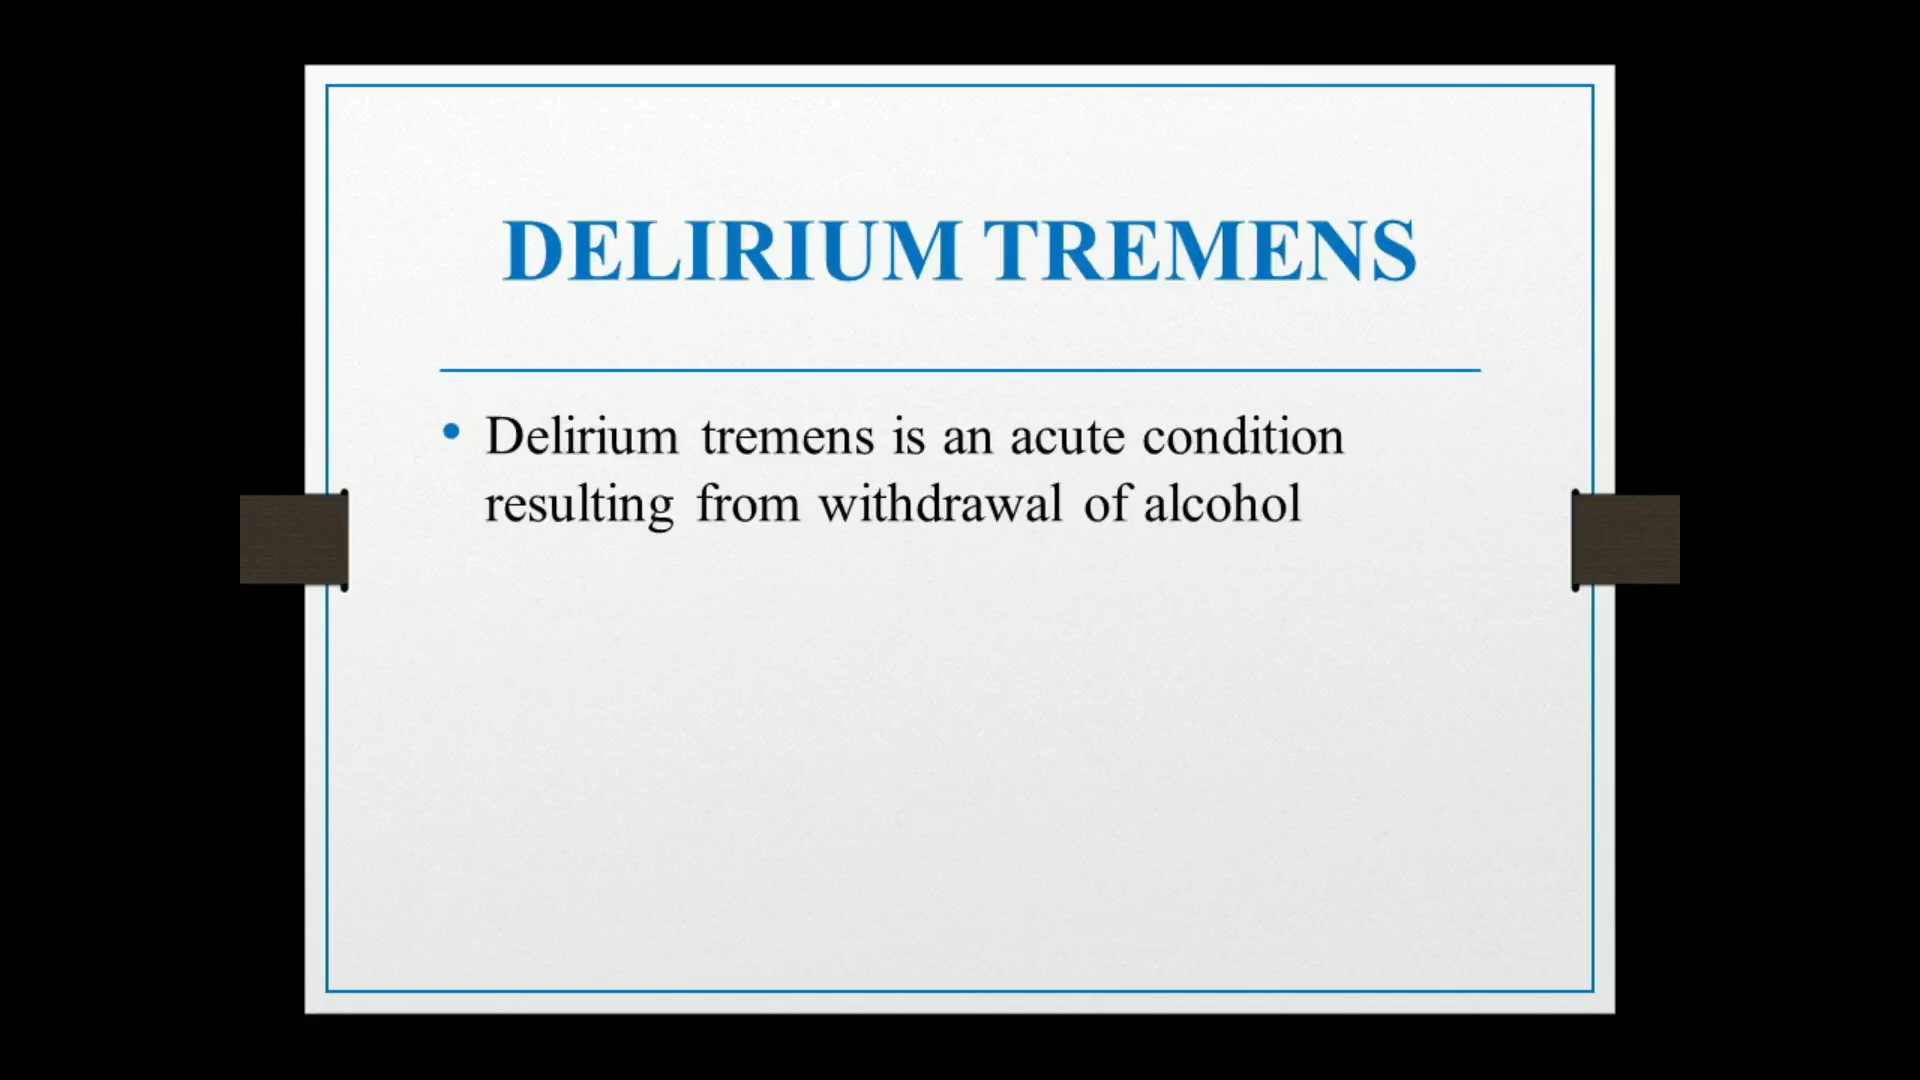 DELIRIUM TREMENS
• Delirium tremens is an acute condition
resulting from withdrawal of alcohol